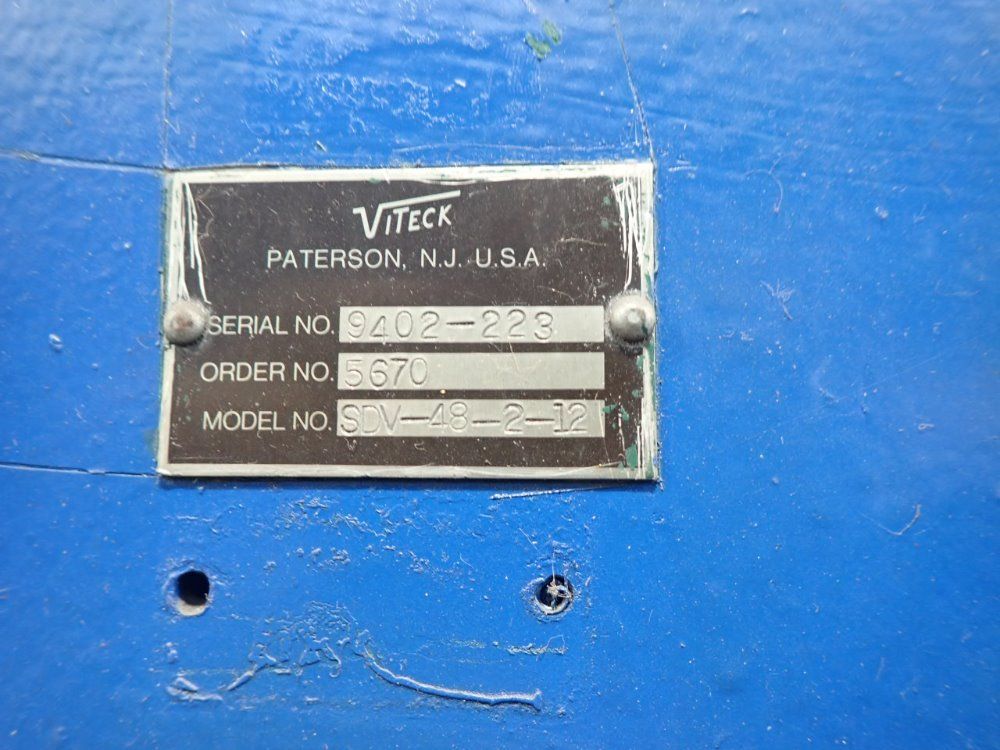 VITECK
PATERSON, N.J. U.S.A.
SERIAL NO. 9402-223
ORDER NO. 5670
MODEL NO. SDV-48-2-12